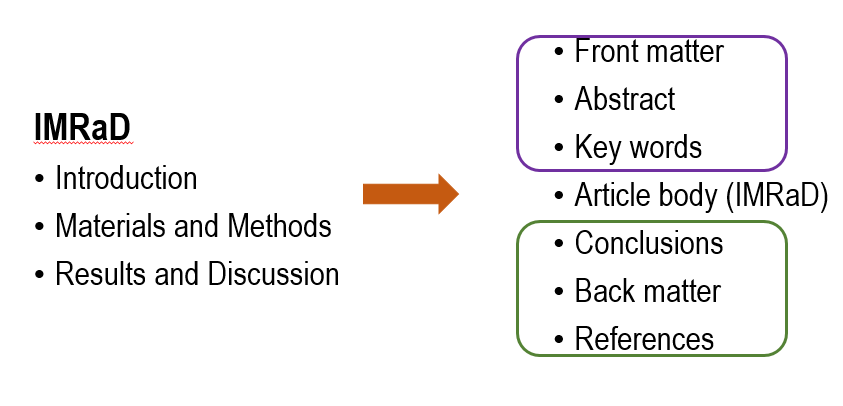 IMRaD
• Introduction
• Materials and Methods
• Results and Discussion
• Front matter
• Abstract
• Key words
• Article body (IMRaD)
• Conclusions
• Back matter
• References